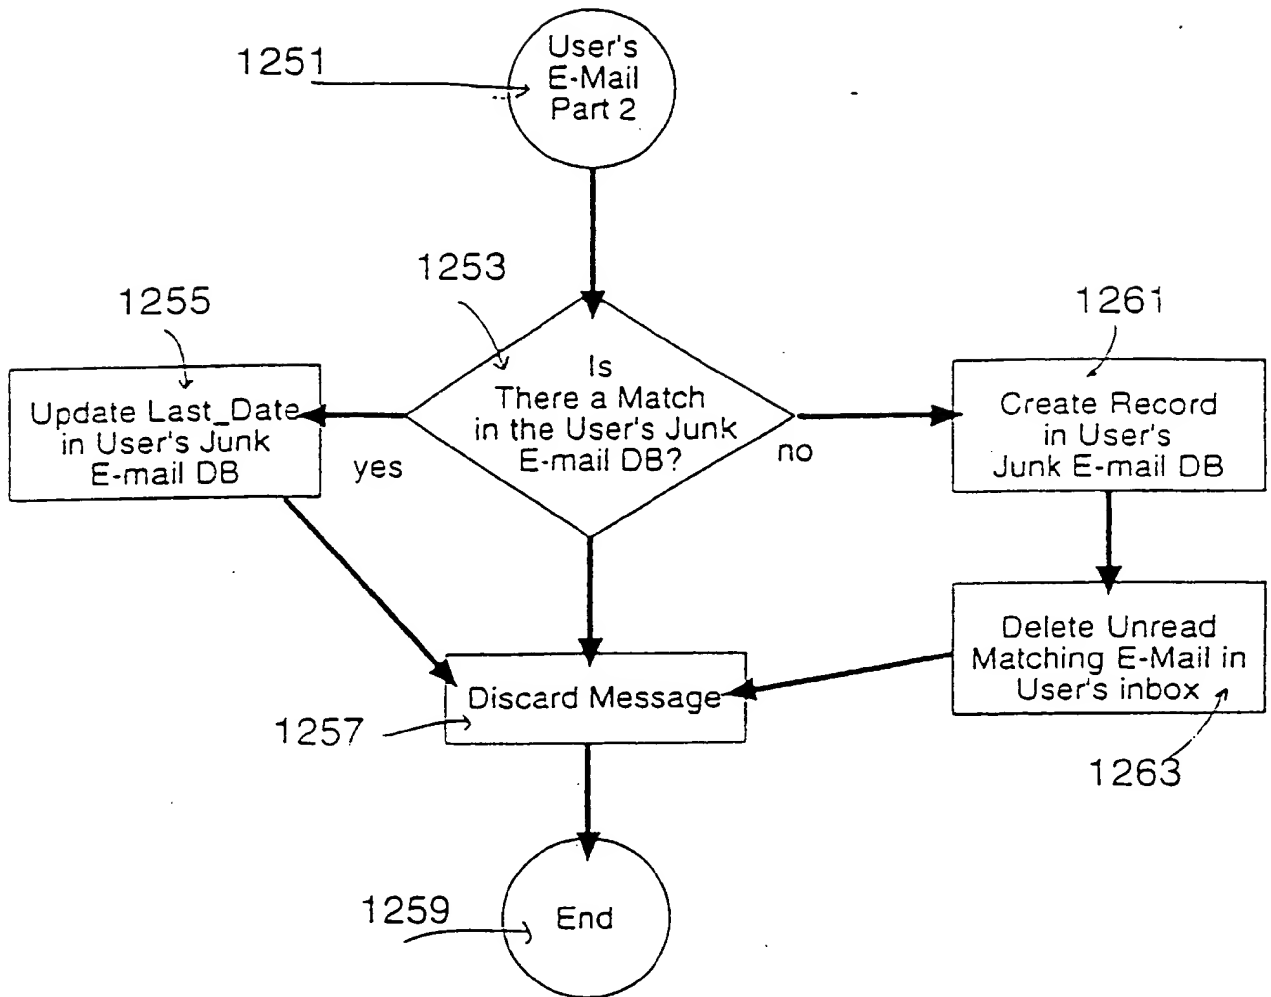 1251
User's
E-Mail
Part 2
1253
Is
There a Match
in the User's Junk
E-mail DB?
1255
Update Last_Date
in User's Junk
E-mail DB
yes
no
1261
Create Record
in User's
Junk E-mail DB
Delete Unread
Matching E-Mail in
User's inbox
1263
Discard Message
1257
1259
End